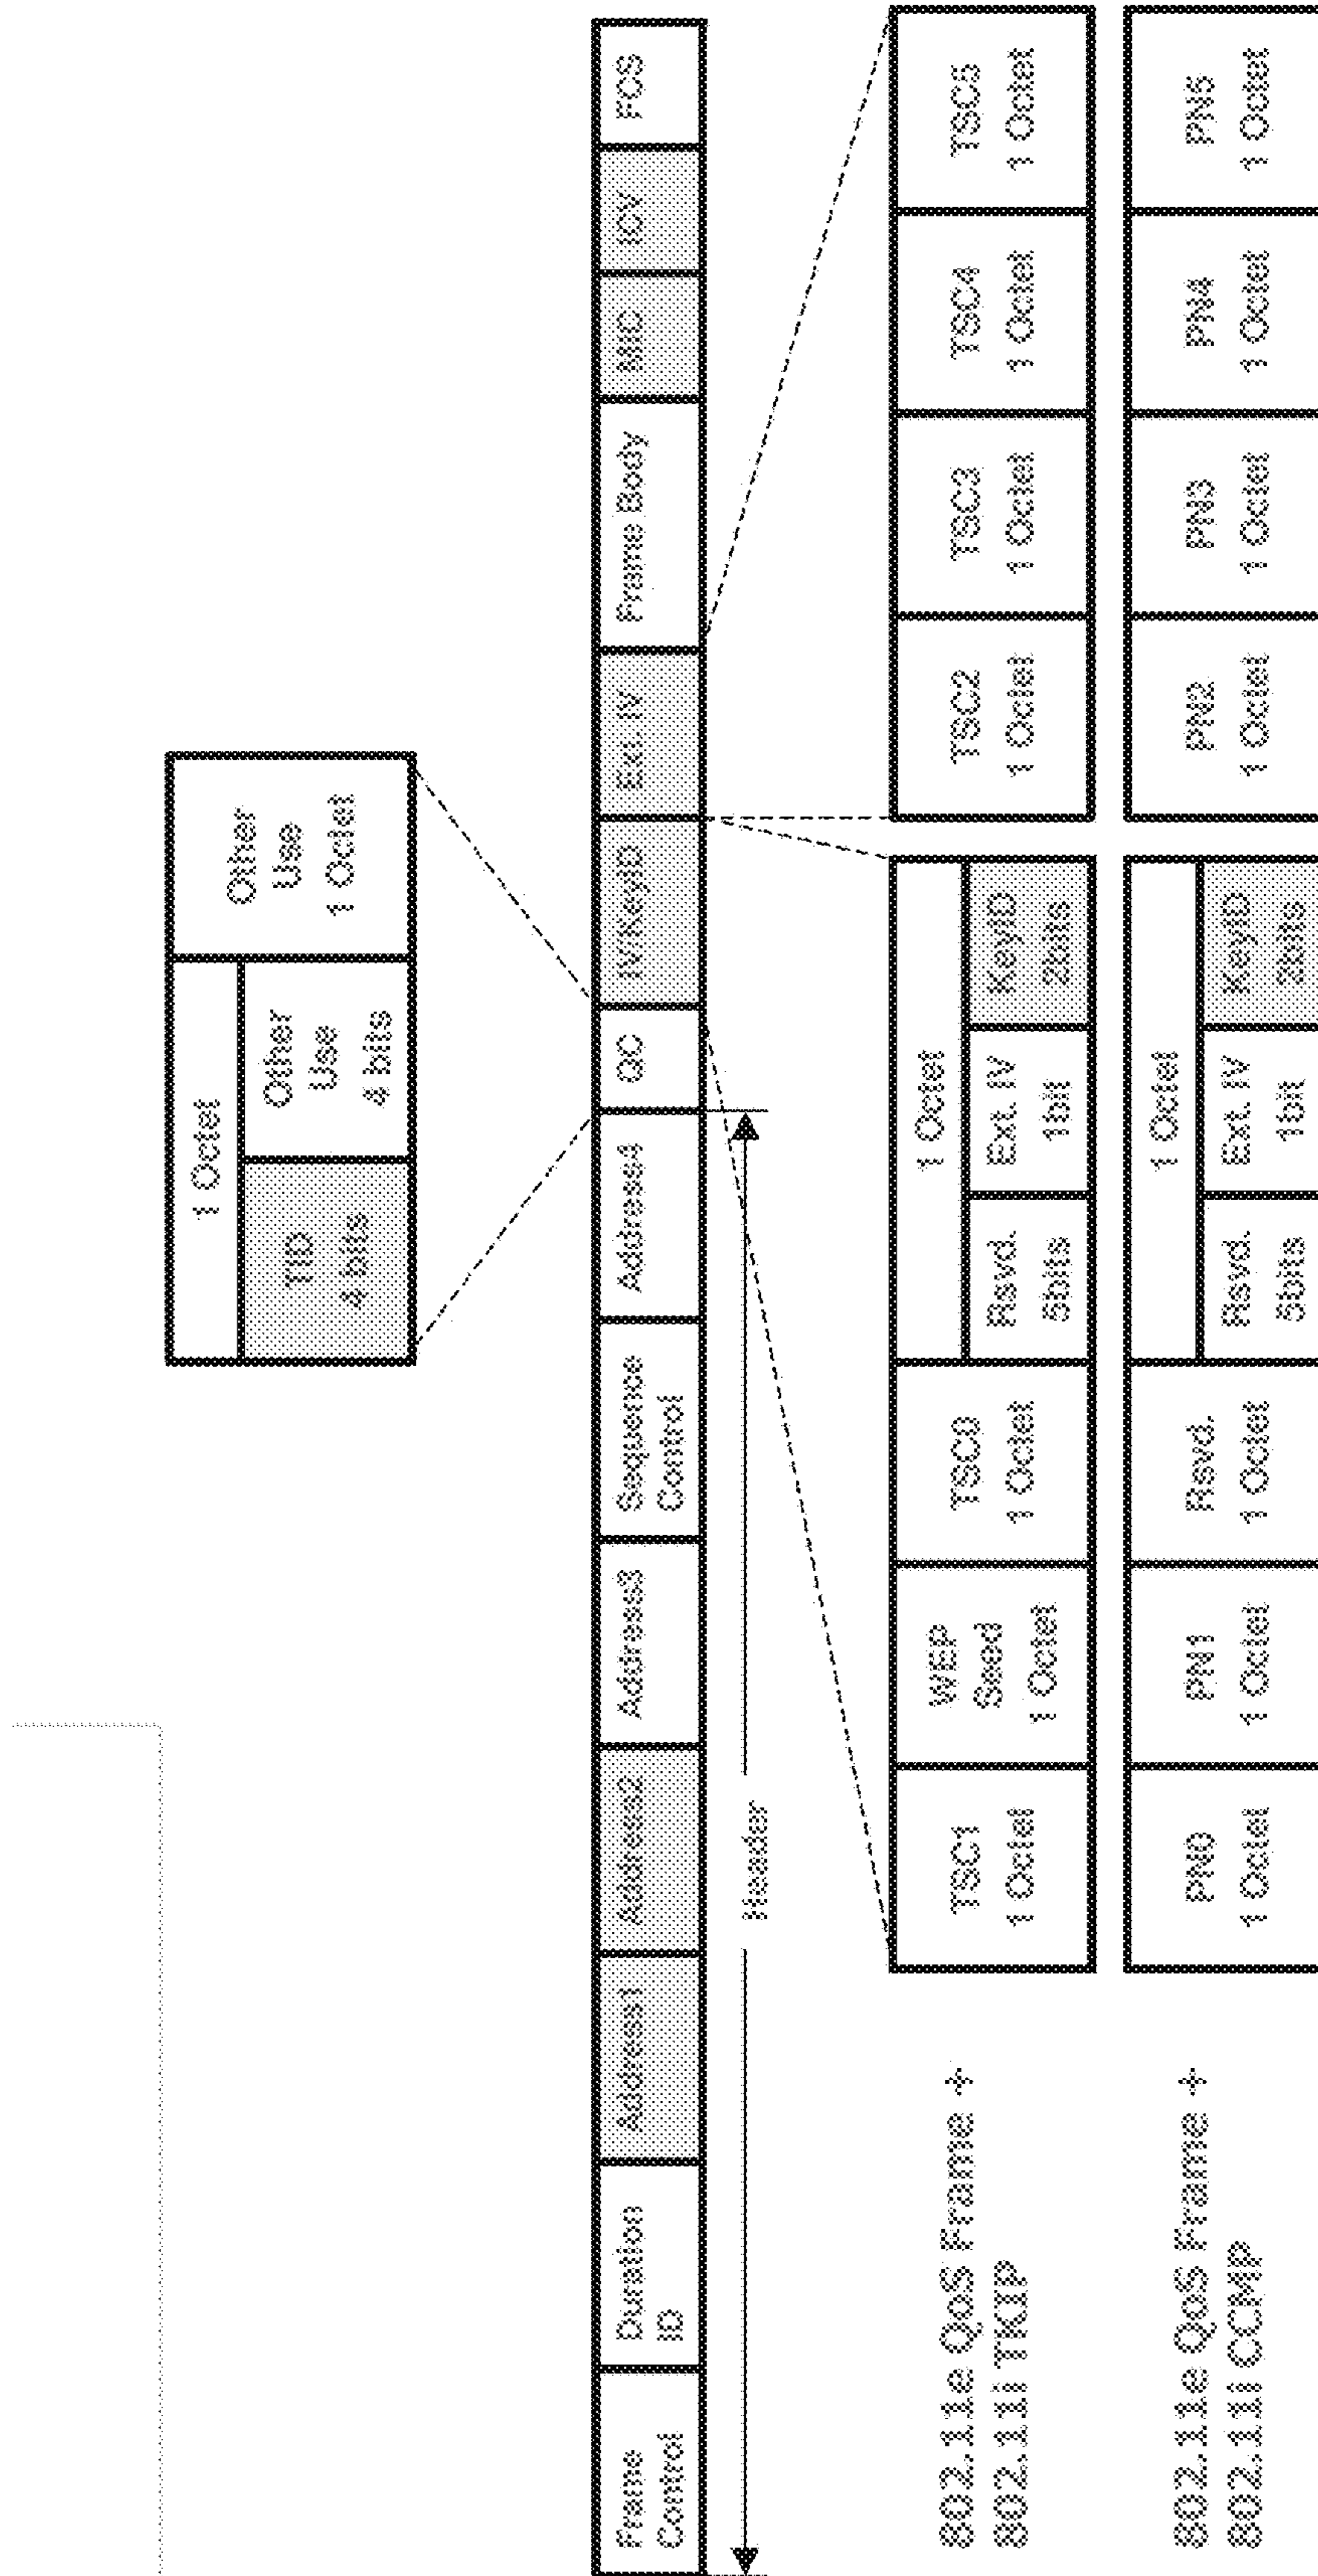 1 Octet
TID
4 bits
Other
Use
4 bits
Other
Use
1 Octet
Frame
Control
Duration
ID
Address1
Address2
Address3
Sequence
Control
Address4
QC
IV/KeyID
Ext. IV
Frame Body
MIC
ICV
FCS
Header
802.11e QoS Frame +
802.11i TKIP
TSC1
1 Octet
WEP
Seed
1 Octet
TSC0
1 Octet
1 Octet
Rsvd.
5bits
Ext. IV
1bit
KeyID
2bits
TSC2
1 Octet
TSC3
1 Octet
TSC4
1 Octet
TSC5
1 Octet
802.11e QoS Frame +
802.11i CCMP
PN0
1 Octet
PN1
1 Octet
Rsvd.
1 Octet
1 Octet
Rsvd.
5bits
Ext. IV
1bit
KeyID
2bits
PN2
1 Octet
PN3
1 Octet
PN4
1 Octet
PN5
1 Octet